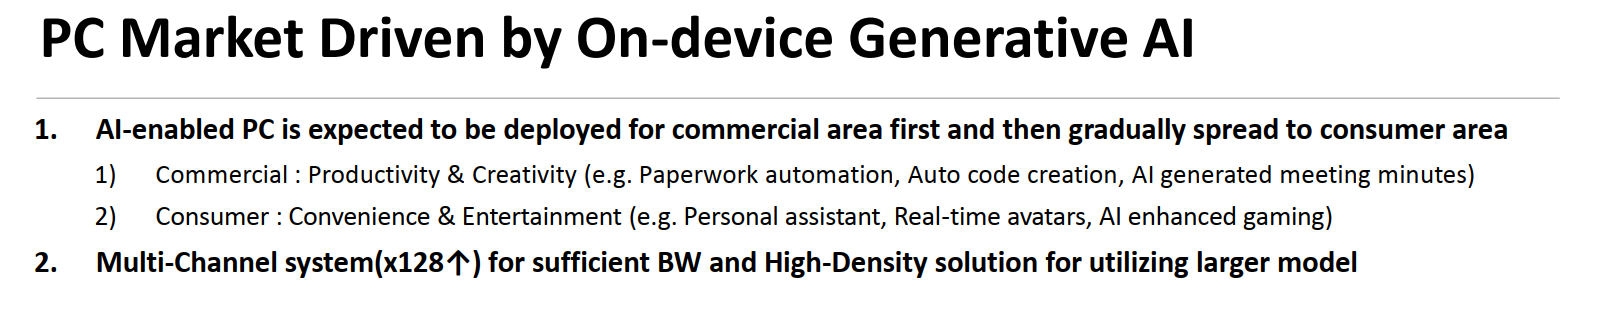 PC Market Driven by On-device Generative AI
1. AI-enabled PC is expected to be deployed for commercial area first and then gradually spread to consumer area
1) Commercial : Productivity & Creativity (e.g. Paperwork automation, Auto code creation, AI generated meeting minutes)
2) Consumer : Convenience & Entertainment (e.g. Personal assistant, Real-time avatars, AI enhanced gaming)
2. Multi-Channel system(x128↑) for sufficient BW and High-Density solution for utilizing larger model